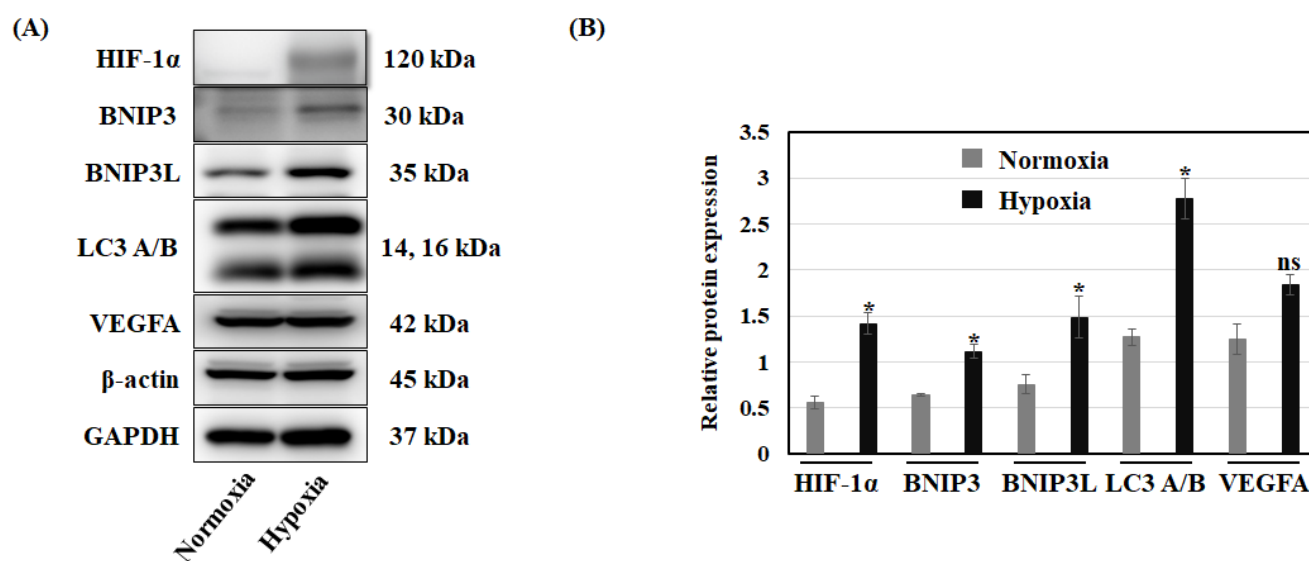 (A)
HIF-1α 120 kDa
BNIP3 30 kDa
BNIP3L 35 kDa
LC3 A/B 14, 16 kDa
VEGFA 42 kDa
β-actin 45 kDa
GAPDH 37 kDa
Normoxia Hypoxia
(B)
Relative protein expression
3.5
3
2.5
2
1.5
1
0.5
0
Normoxia
Hypoxia
* * * * ns
HIF-1α BNIP3 BNIP3L LC3 A/B VEGFA